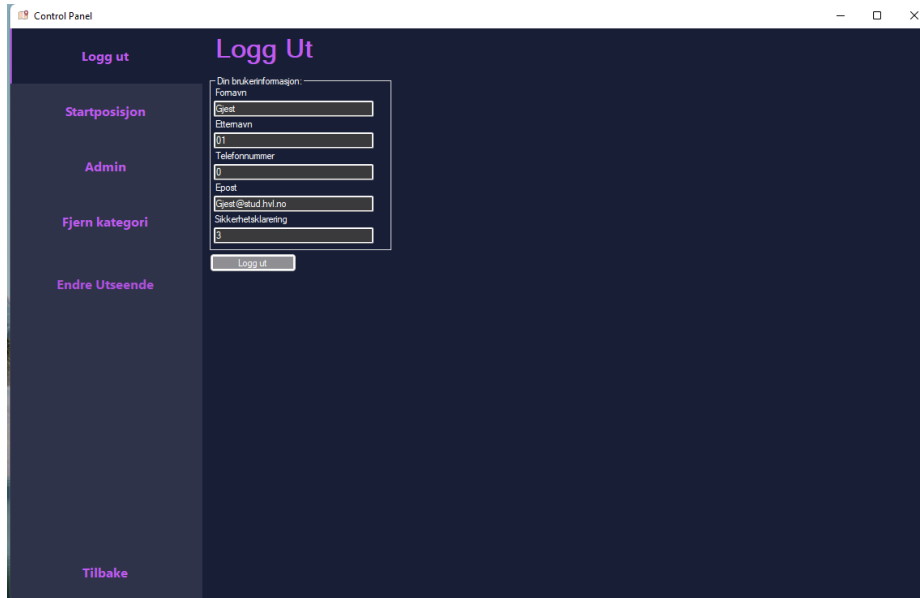 Control Panel
Logg ut
Startposisjon
Admin
Fjern kategori
Endre Utseende
Tilbake
Logg Ut
Din brukerinformasjon:
Fornavn
Gjest
Etternavn
01
Telefonnummer
0
Epost
Gjest@stud.hvl.no
Sikkerhetsklarering
3
Logg ut